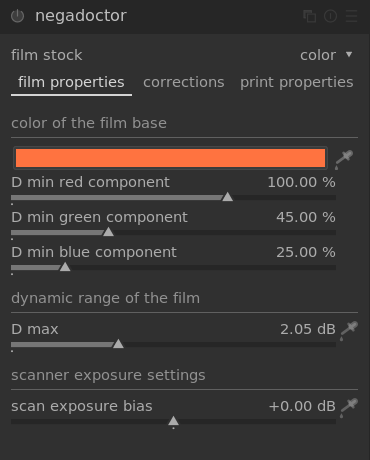 negadoctor
film stock color
film properties corrections print properties
color of the film base
D min red component 100.00 %
D min green component 45.00 %
D min blue component 25.00 %
dynamic range of the film
D max 2.05 dB
scanner exposure settings
scan exposure bias +0.00 dB